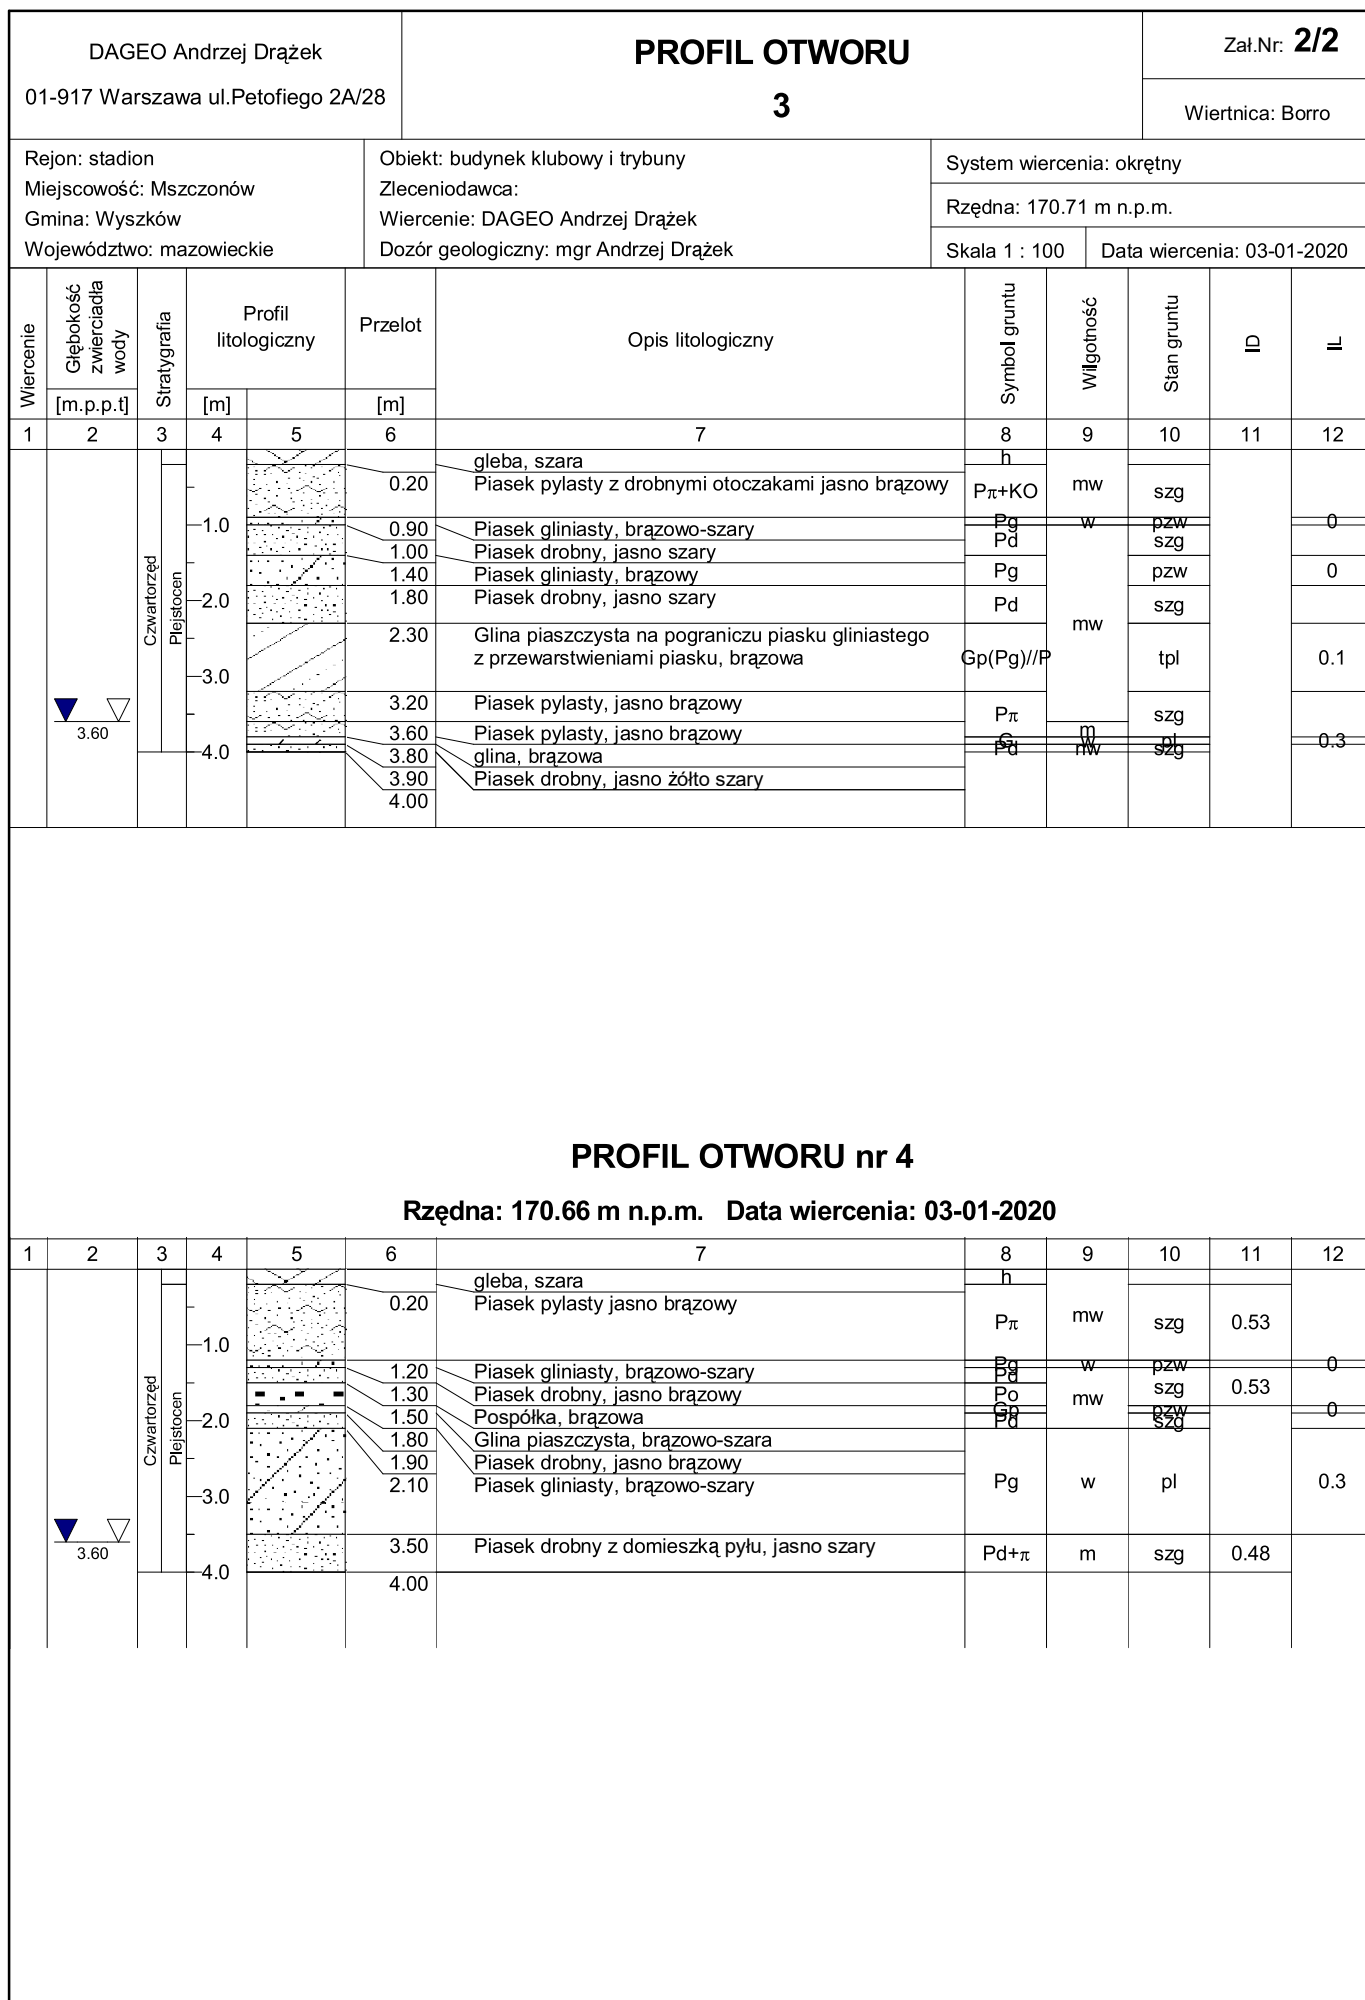 DAGEO Andrzej Drążek
01-917 Warszawa ul.Petofiego 2A/28
PROFIL OTWORU
3
Zał.Nr: 2/2
Wiertnica: Borro
Rejon: stadion
Miejscowość: Mszczonów
Gmina: Wyszków
Województwo: mazowieckie
Obiekt: budynek klubowy i trybuny
Zleceniodawca:
Wiercenie: DAGEO Andrzej Drążek
Dozór geologiczny: mgr Andrzej Drążek
System wiercenia: okrętny
Rzędna: 170.71 m n.p.m.
Skala 1 : 100
Data wiercenia: 03-01-2020
Wiercenie
Głębokość zwierciadła wody
[m.p.p.t]
Stratygrafia
Profil litologiczny
[m]
Przelot
[m]
Opis litologiczny
Symbol gruntu
Wilgotność
Stan gruntu
ID
IL
1 2 3 4 5 6 7 8 9 10 11 12
gleba, szara h
0.20 Piasek pylasty z drobnymi otoczakami jasno brązowy Pπ+KO mw szg
1.0
0.90 Piasek gliniasty, brązowo-szary Pg w pzw 0
1.00 Piasek drobny, jasno szary Pd szg
1.40 Piasek gliniasty, brązowy Pg pzw 0
2.0
1.80 Piasek drobny, jasno szary Pd szg
mw
Czwartorzęd
Plejstocen
2.30 Glina piaszczysta na pograniczu piasku gliniastego
z przewarstwieniami piasku, brązowa Gp(Pg)//P tpl 0.1
3.0
3.20 Piasek pylasty, jasno brązowy Pπ szg
3.60
3.60 Piasek pylasty, jasno brązowy m
4.0
3.80 glina, brązowa G w pl 0.3
3.90 Piasek drobny, jasno żółto szary Pd nw szg
4.00
PROFIL OTWORU nr 4
Rzędna: 170.66 m n.p.m. Data wiercenia: 03-01-2020
1 2 3 4 5 6 7 8 9 10 11 12
gleba, szara h
0.20 Piasek pylasty jasno brązowy Pπ mw szg 0.53
1.0
1.20 Piasek gliniasty, brązowo-szary Pg w pzw 0
1.30 Piasek drobny, jasno brązowy Pd szg 0.53
1.50 Pospółka, brązowa Po mw
2.0
1.80 Glina piaszczysta, brązowo-szara Gp pzw 0
1.90 Piasek drobny, jasno brązowy Pd szg
2.10 Piasek gliniasty, brązowo-szary Pg w pl 0.3
Czwartorzęd
Plejstocen
3.0
3.60
3.50 Piasek drobny z domieszką pyłu, jasno szary Pd+π m szg 0.48
4.0
4.00